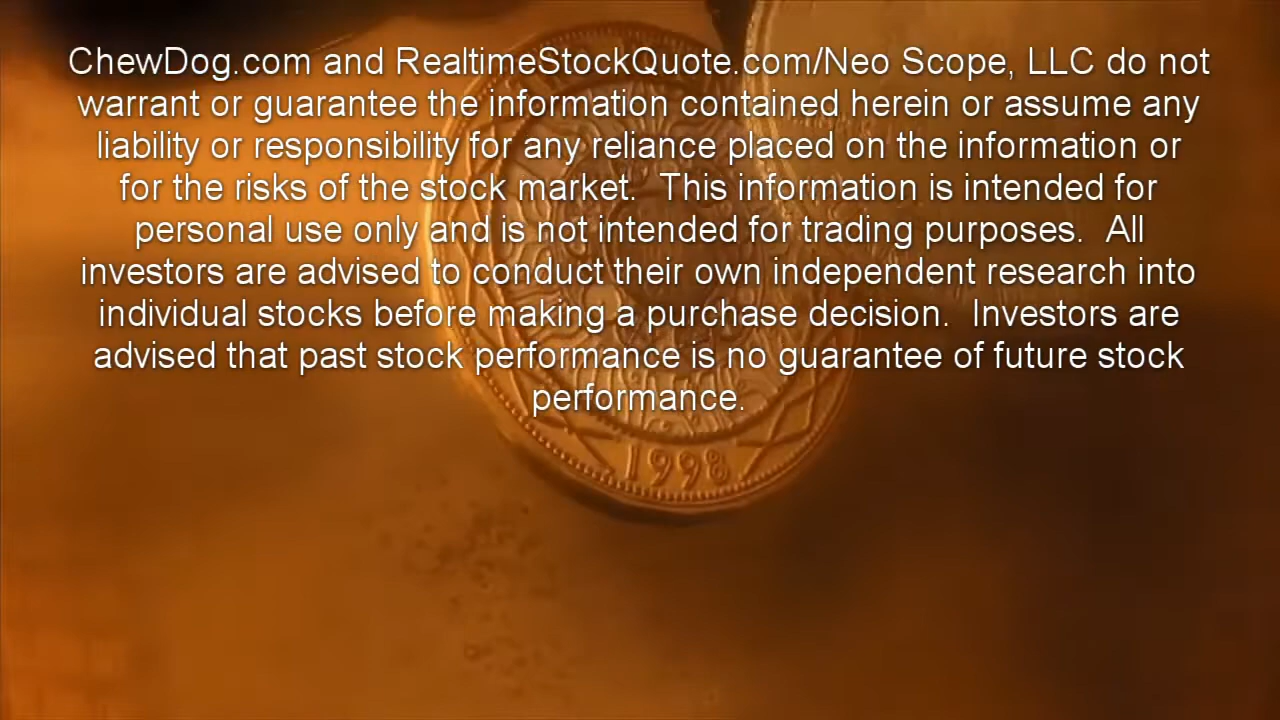 ChewDog.com and RealtimeStockQuote.com/Neo Scope, LLC do not
warrant or guarantee the information contained herein or assume any
liability or responsibility for any reliance placed on the information or
for the risks of the stock market.  This information is intended for
personal use only and is not intended for trading purposes.  All
investors are advised to conduct their own independent research into
individual stocks before making a purchase decision.  Investors are
advised that past stock performance is no guarantee of future stock
performance.
1998